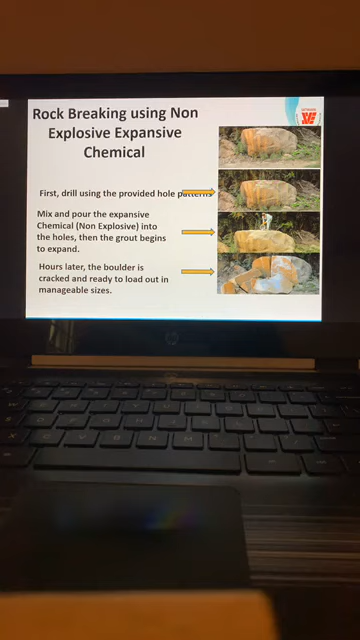 Rock Breaking using Non
Explosive Expansive
Chemical
First, drill using the provided hole patterns
Mix and pour the expansive
Chemical (Non Explosive) into
the holes, then the grout begins
to expand.
Hours later, the boulder is
cracked and ready to load out in
manageable sizes.
hp